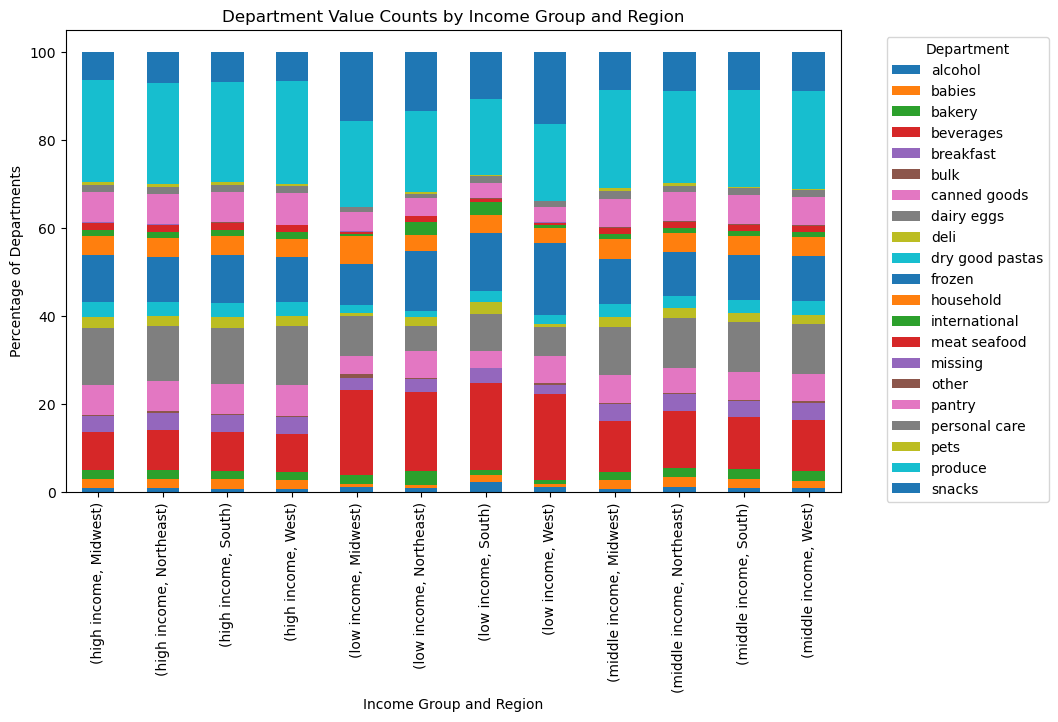 Department Value Counts by Income Group and Region
Percentage of Departments
100
80
60
40
20
0
(high income, Midwest)
(high income, Northeast)
(high income, South)
(high income, West)
(low income, Midwest)
(low income, Northeast)
(low income, South)
(low income, West)
(middle income, Midwest)
(middle income, Northeast)
(middle income, South)
(middle income, West)
Income Group and Region
Department
alcohol
babies
bakery
beverages
breakfast
bulk
canned goods
dairy eggs
deli
dry good pastas
frozen
household
international
meat seafood
missing
other
pantry
personal care
pets
produce
snacks